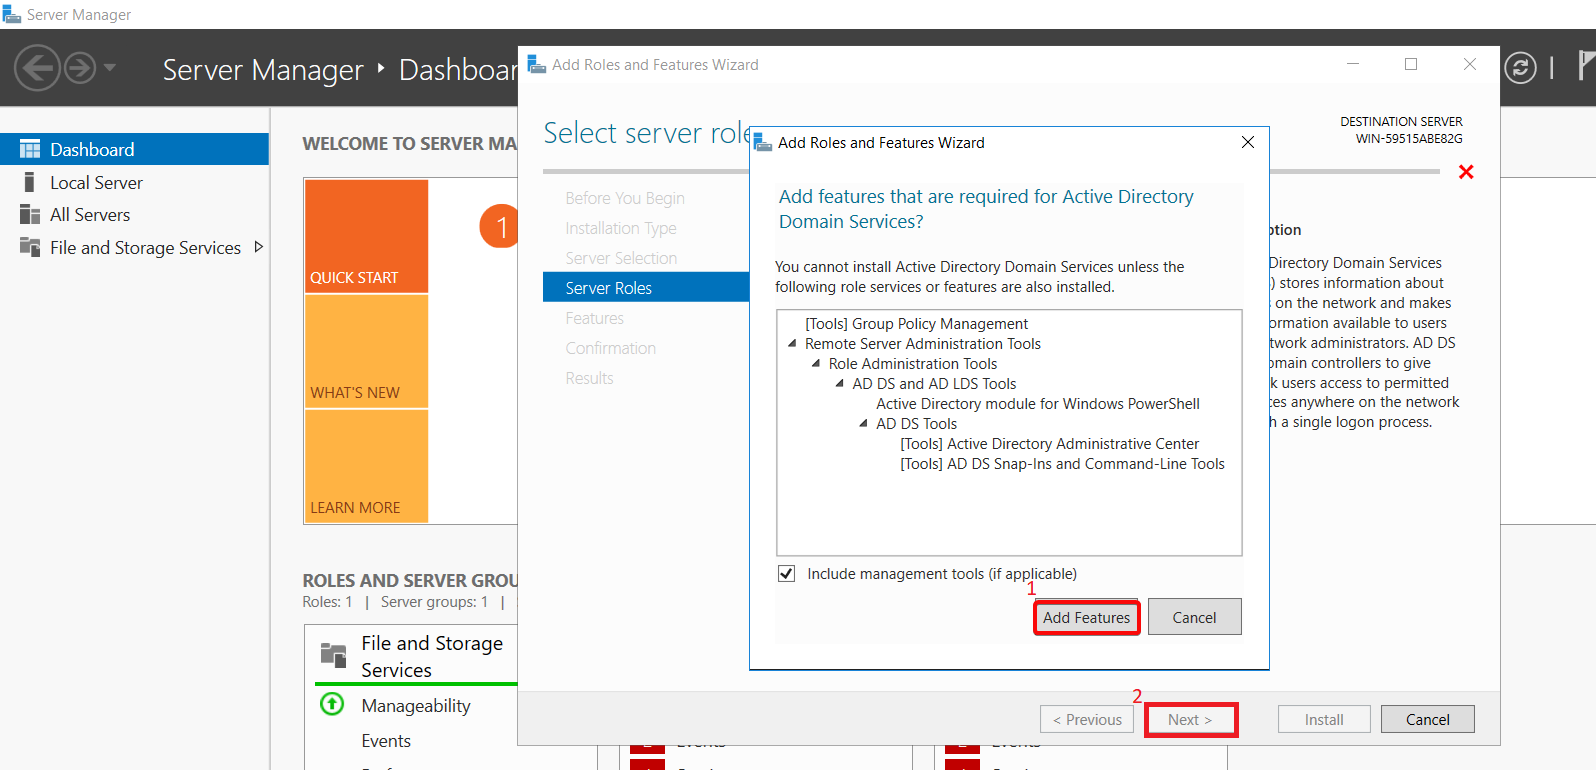 Server Manager
Server Manager ‣ Dashboar
Dashboard
Local Server
All Servers
File and Storage Services
WELCOME TO SERVER MA
1
QUICK START
WHAT'S NEW
LEARN MORE
ROLES AND SERVER GROU
Roles: 1 | Server groups: 1 |
File and Storage
Services
Manageability
Events
Add Roles and Features Wizard
Select server role
DESTINATION SERVER
WIN-59515ABE82G
Before You Begin
Installation Type
Server Selection
Server Roles
Features
Confirmation
Results
Add Roles and Features Wizard
Add features that are required for Active Directory
Domain Services?
You cannot install Active Directory Domain Services unless the
following role services or features are also installed.
[Tools] Group Policy Management
Remote Server Administration Tools
Role Administration Tools
AD DS and AD LDS Tools
Active Directory module for Windows PowerShell
AD DS Tools
[Tools] Active Directory Administrative Center
[Tools] AD DS Snap-Ins and Command-Line Tools
Include management tools (if applicable)
1
Add Features
Cancel
ption
Directory Domain Services
) stores information about
on the network and makes
ormation available to users
twork administrators. AD DS
omain controllers to give
k users access to permitted
ces anywhere on the network
h a single logon process.
2
< Previous
Next >
Install
Cancel
Events
Events